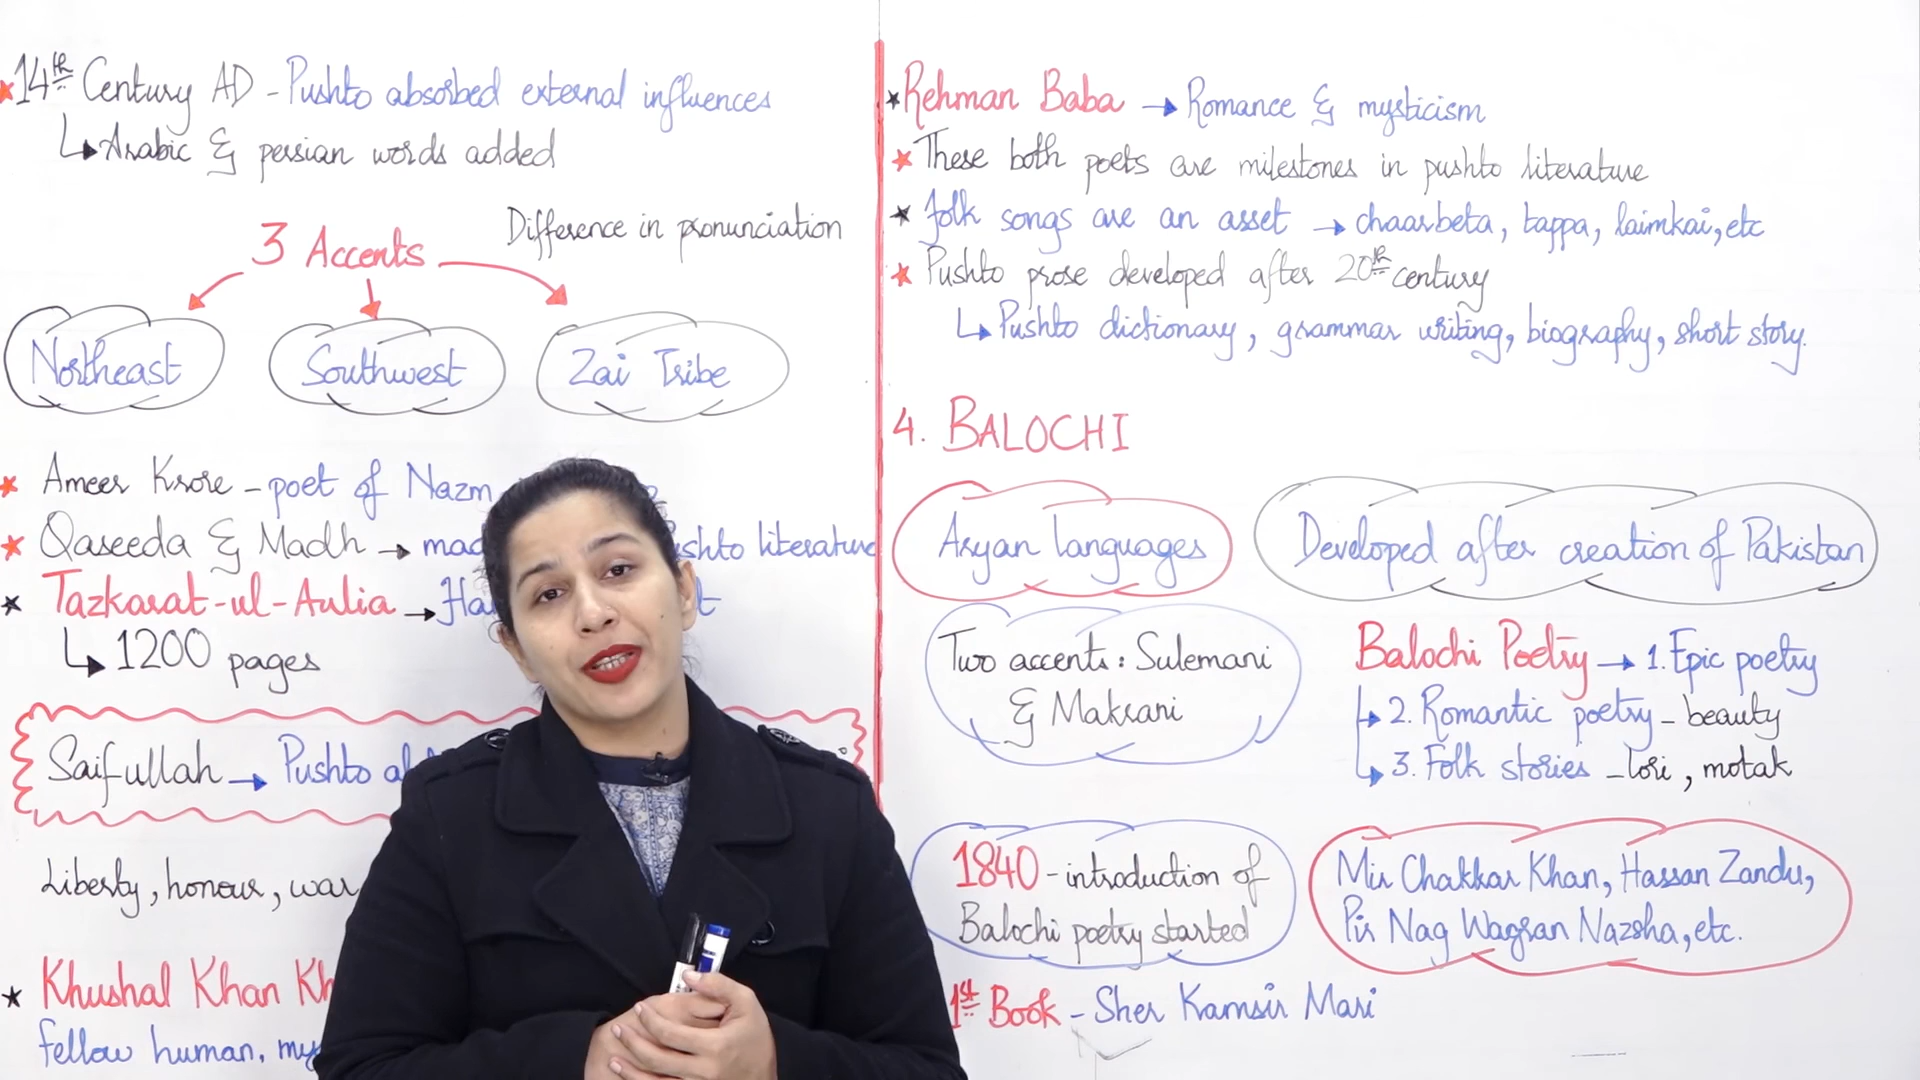 14th Century AD - Pushto absorbed external influences
Arabic & persian words added
3 Accents
Difference in pronunciation
Northeast
Southwest
Zai Tribe
Ameer Krore - poet of Nazm
Qaseeda & Madh → literature
Tazkarat-ul-Aulia →
1200 pages
Saifullah → Pushto
Liberty, honour, war
Khushal Khan
fellow human,
Rehman Baba → Romance & mysticism
These both poets are milestones in pushto literature
folk songs are an asset → chaarbeta, tappa, laimkai, etc
Pushto prose developed after 20th century
Pushto dictionary, grammar writing, biography, short story.
4. BALOCHI
Aryan languages
Developed after creation of Pakistan
Two accents: Sulemani
& Makrani
Balochi Poetry → 1. Epic poetry
2. Romantic poetry - beauty
3. Folk stories - lori, motak
1840 - introduction of
Balochi poetry started
Mir Chakkar Khan, Hassan Zandu,
Pir Nag Wagran Nazsha, etc.
1st Book - Sher Kamsir Mari